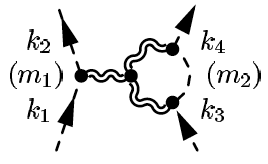 k₂ k₄
(m₁) (m₂)
k₁ k₃